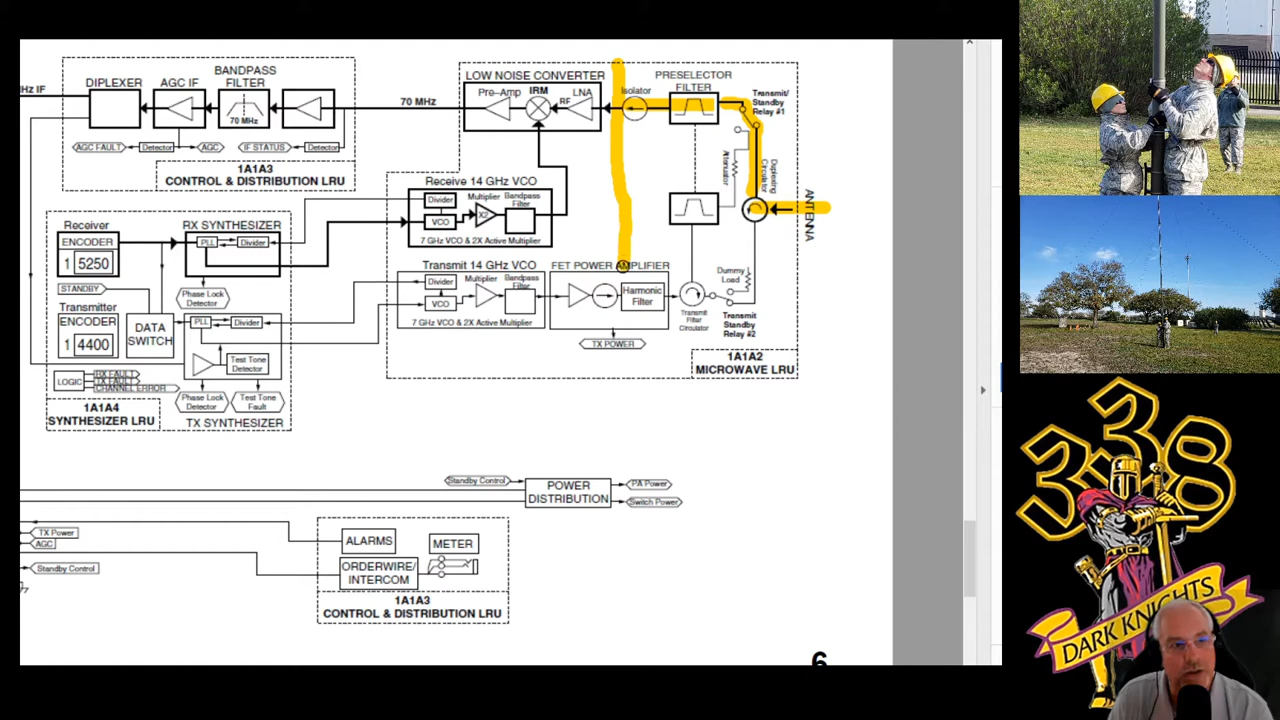 Hz IF
DIPLEXER
AGC IF
BANDPASS
FILTER
70 MHz
70 MHz
AGC FAULT
Detector
AGC
IF STATUS
Detector
1A1A3
CONTROL & DISTRIBUTION LRU
LOW NOISE CONVERTER
Pre–Amp
IRM
RF
LNA
Isolator
PRESELECTOR
FILTER
Transmit/
Standby
Relay #1
Attenuator
Duplexing
Circulator
ANTENNA
Receive 14 GHz VCO
Divider
VCO
Multiplier
X2
Bandpass
Filter
7 GHz VCO & 2X Active Multiplier
Transmit 14 GHz VCO
Divider
VCO
Multiplier
Bandpass
Filter
7 GHz VCO & 2X Active Multiplier
FET POWER AMPLIFIER
Harmonic
Filter
TX POWER
Transmit
Filter
Circulator
Dummy
Load
Transmit
Standby
Relay #2
1A1A2
MICROWAVE LRU
Receiver
ENCODER
1 5250
STANDBY
Transmitter
ENCODER
1 4400
DATA
SWITCH
RX SYNTHESIZER
PLL
Divider
Phase Lock
Detector
PLL
Divider
Test Tone
Detector
LOGIC
RX FAULT
TX FAULT
CHANNEL ERROR
Phase Lock
Detector
Test Tone
Fault
1A1A4
SYNTHESIZER LRU
TX SYNTHESIZER
Standby Control
POWER
DISTRIBUTION
PA Power
Switch Power
TX Power
AGC
Standby Control
ALARMS
METER
ORDERWIRE/
INTERCOM
1A1A3
CONTROL & DISTRIBUTION LRU
6
338
DARK KNIGHTS